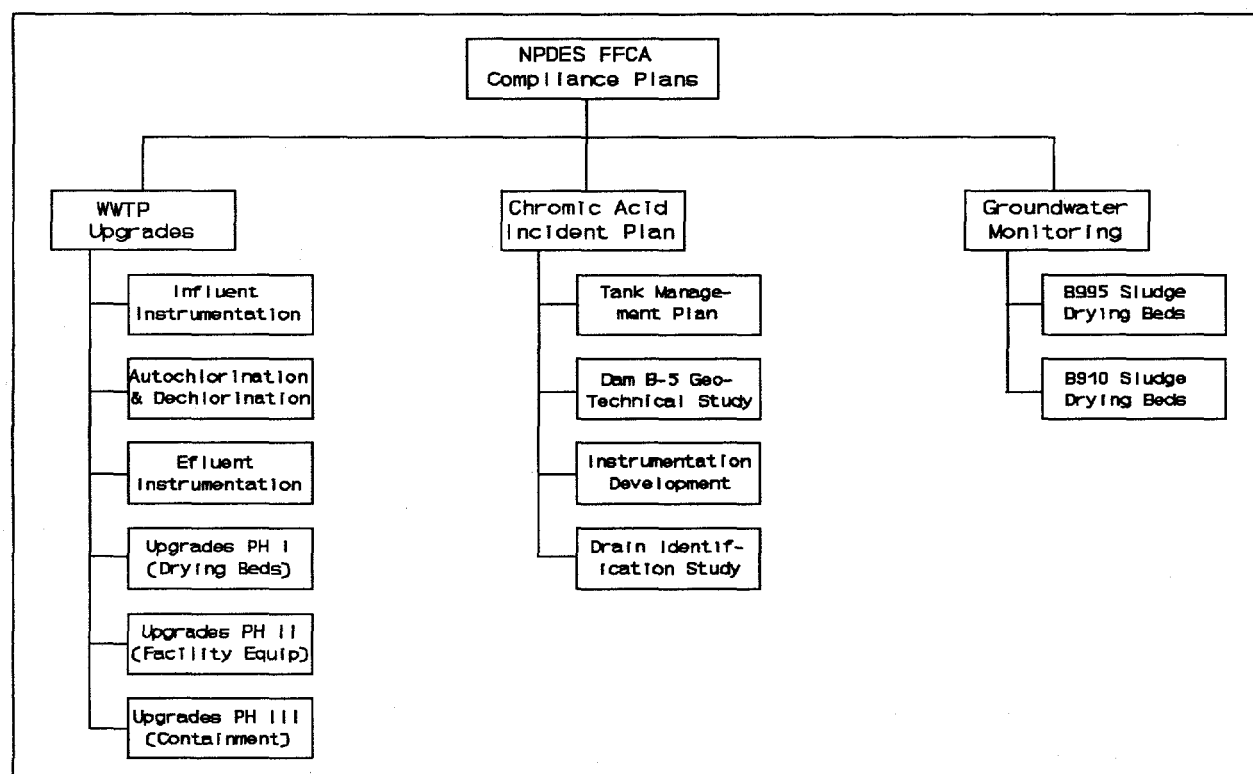 NPDES FFCA
Compliance Plans
WWTP
Upgrades
Influent
Instrumentation
Autochlorination
& Dechlorination
Efluent
Instrumentation
Upgrades PH I
(Drying Beds)
Upgrades PH II
(Facility Equip)
Upgrades PH III
(Containment)
Chromic Acid
Incident Plan
Tank Manage-
ment Plan
Dam B-5 Geo-
Technical Study
Instrumentation
Development
Drain Identif-
ication Study
Groundwater
Monitoring
B995 Sludge
Drying Beds
B910 Sludge
Drying Beds